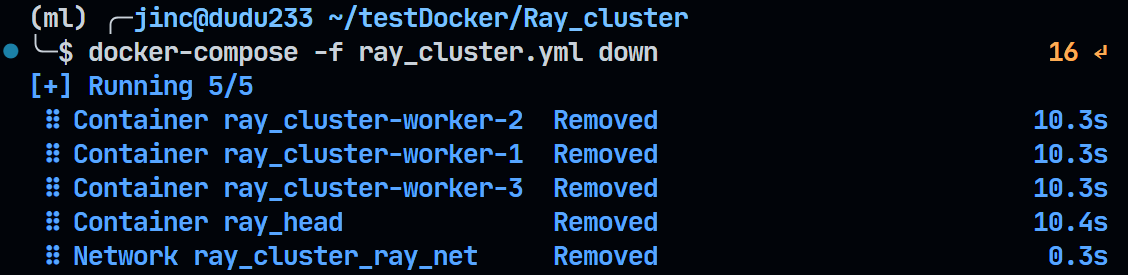 (ml) ╭─jinc@dudu233 ~/testDocker/Ray_cluster
╰─$ docker-compose -f ray_cluster.yml down 16 ↲
[+] Running 5/5
⠿ Container ray_cluster-worker-2 Removed 10.3s
⠿ Container ray_cluster-worker-1 Removed 10.3s
⠿ Container ray_cluster-worker-3 Removed 10.3s
⠿ Container ray_head Removed 10.4s
⠿ Network ray_cluster_ray_net Removed 0.3s